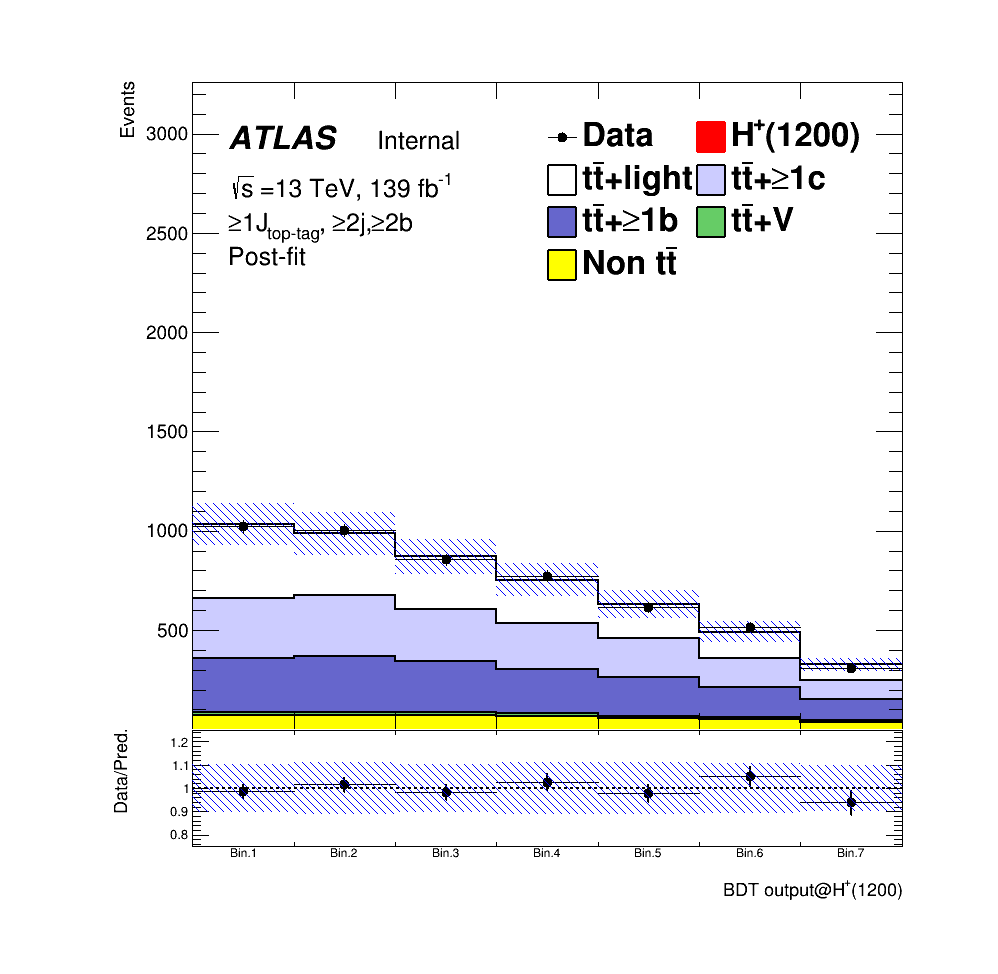 Events
3000
2500
2000
1500
1000
500
ATLAS Internal
√s =13 TeV, 139 fb⁻¹
≥1J_top-tag, ≥2j,≥2b
Post-fit
Data H⁺(1200)
tt̄+light tt̄+≥1c
tt̄+≥1b tt̄+V
Non tt̄
Data/Pred.
1.2
1.1
1
0.9
0.8
Bin.1 Bin.2 Bin.3 Bin.4 Bin.5 Bin.6 Bin.7
BDT output@H⁺(1200)